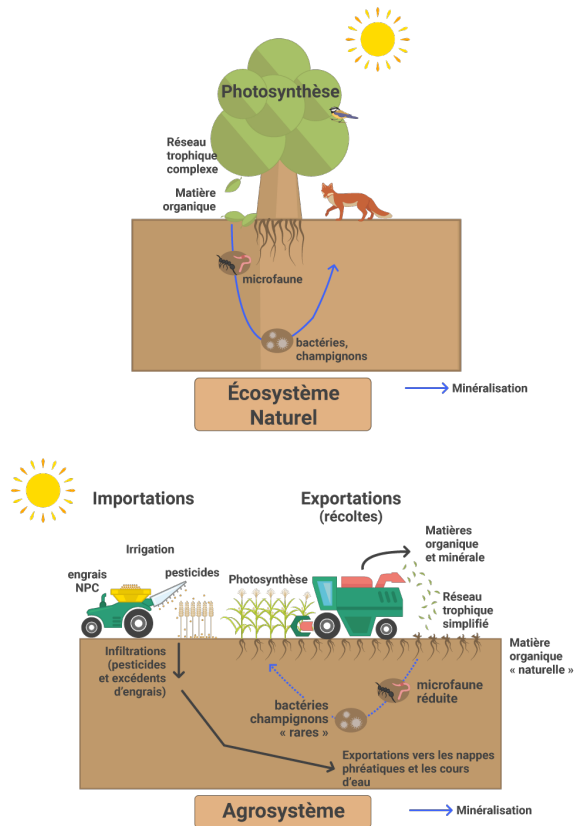 Photosynthèse
Réseau
trophique
complexe
Matière
organique
microfaune
bactéries,
champignons
Écosystème
Naturel
Minéralisation
Importations
Exportations
(récoltes)
Matières
organique
et minérale
Irrigation
engrais
NPC
pesticides
Photosynthèse
Réseau
trophique
simplifié
Infiltrations
(pesticides
et excédents
d'engrais)
Matière
organique
« naturelle »
microfaune
réduite
bactéries
champignons
« rares »
Exportations vers les nappes
phréatiques et les cours
d'eau
Agrosystème
Minéralisation